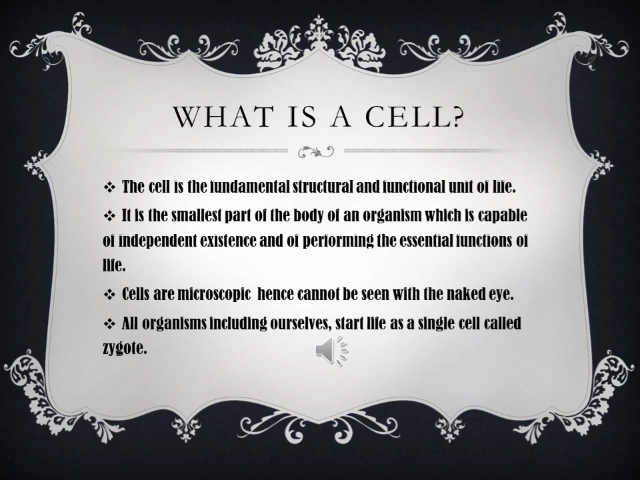 WHAT IS A CELL?
❖ The cell is the fundamental structural and functional unit of life.
❖ It is the smallest part of the body of an organism which is capable
of independent existence and of performing the essential functions of
life.
❖ Cells are microscopic hence cannot be seen with the naked eye.
❖ All organisms including ourselves, start life as a single cell called
zygote.